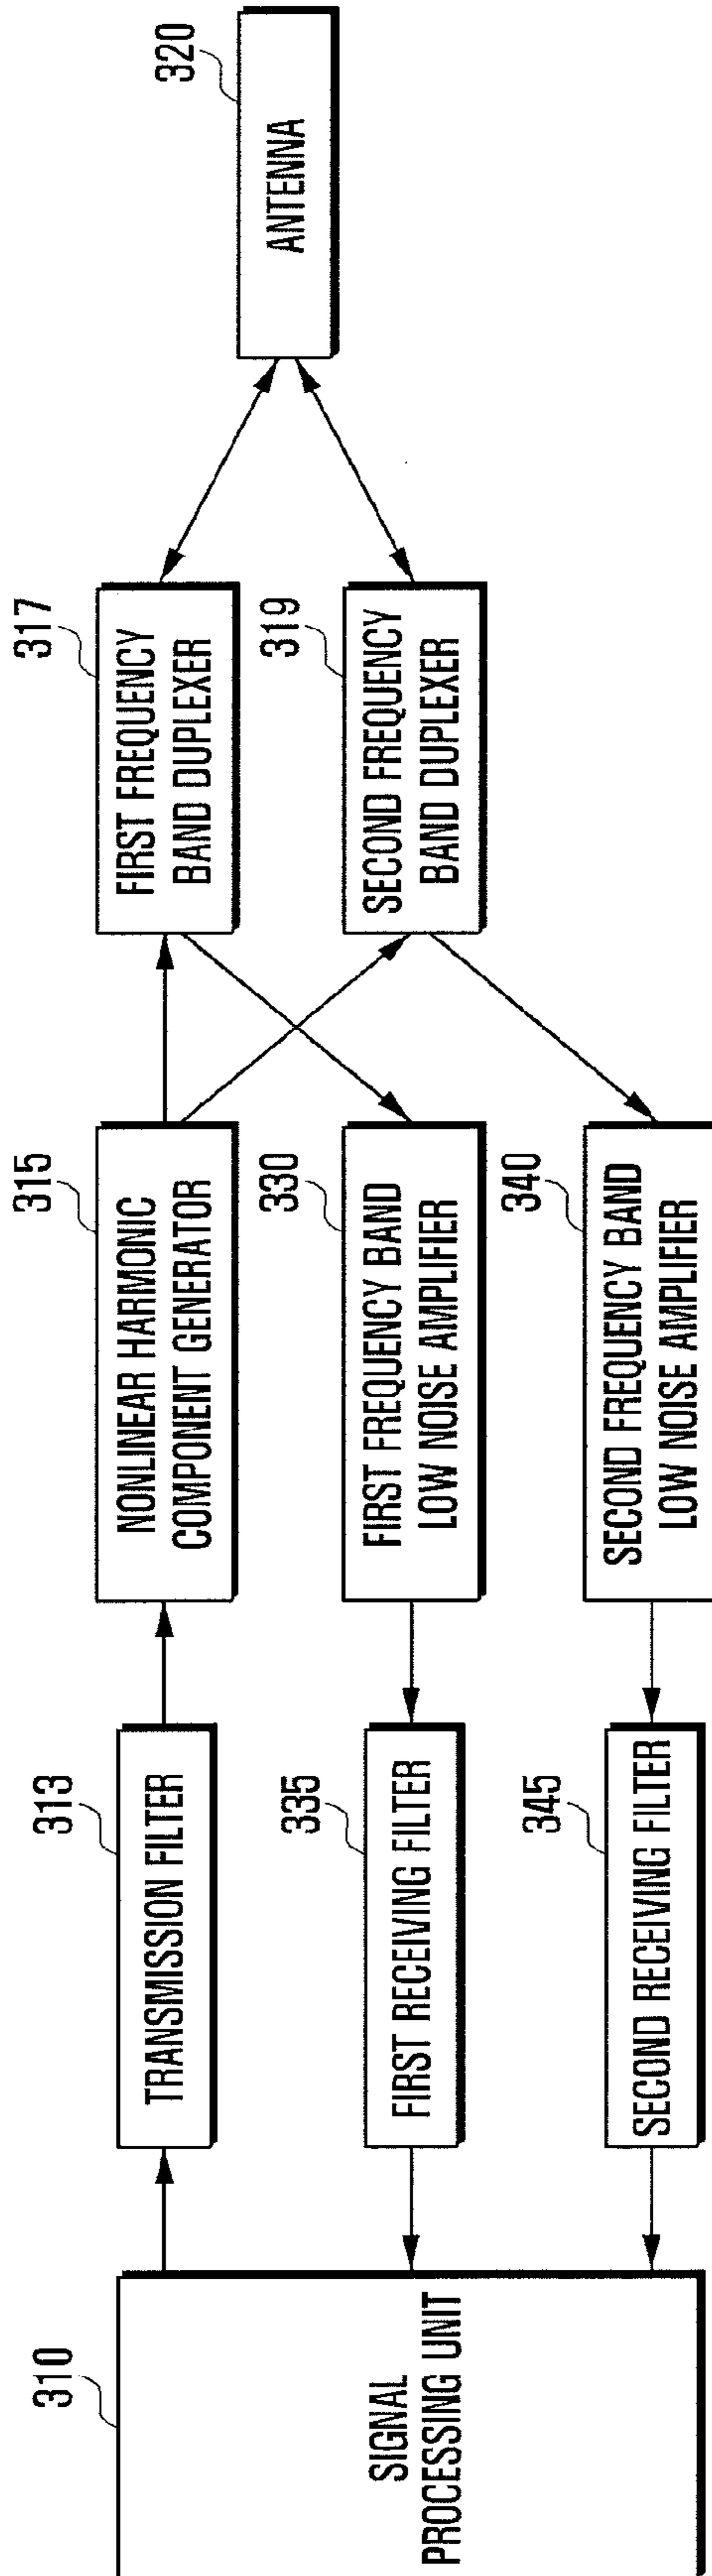 310
SIGNAL
PROCESSING UNIT
313
TRANSMISSION FILTER
315
NONLINEAR HARMONIC
COMPONENT GENERATOR
317
FIRST FREQUENCY
BAND DUPLEXER
320
ANTENNA
335
FIRST RECEIVING FILTER
330
FIRST FREQUENCY BAND
LOW NOISE AMPLIFIER
319
SECOND FREQUENCY
BAND DUPLEXER
345
SECOND RECEIVING FILTER
340
SECOND FREQUENCY BAND
LOW NOISE AMPLIFIER